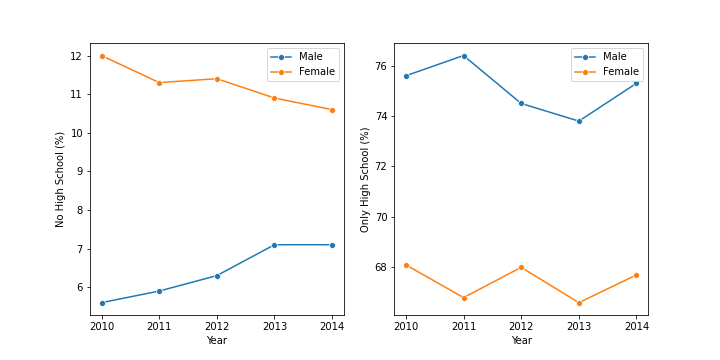 No High School (%)
12
11
10
9
8
7
6
Male
Female
2010
2011
2012
2013
2014
Year
Only High School (%)
76
74
72
70
68
Male
Female
2010
2011
2012
2013
2014
Year